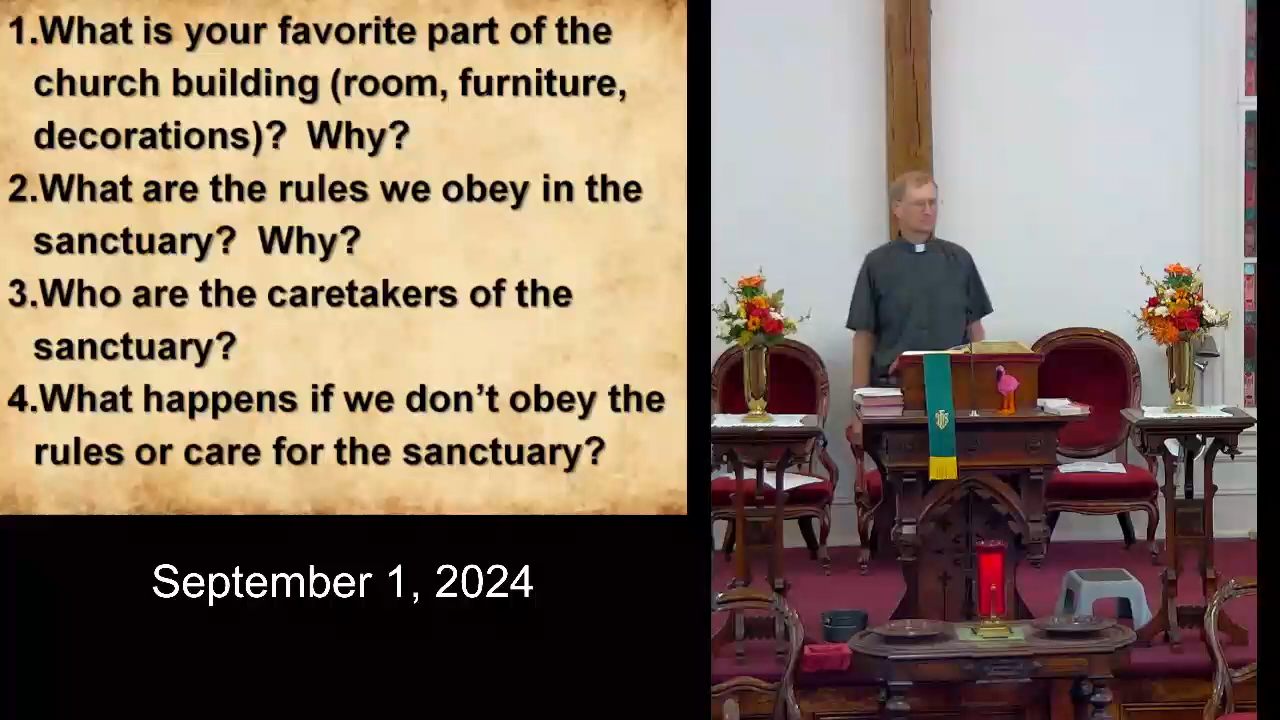 1.What is your favorite part of the
church building (room, furniture,
decorations)?  Why?
2.What are the rules we obey in the
sanctuary?  Why?
3.Who are the caretakers of the
sanctuary?
4.What happens if we don’t obey the
rules or care for the sanctuary?
September 1, 2024